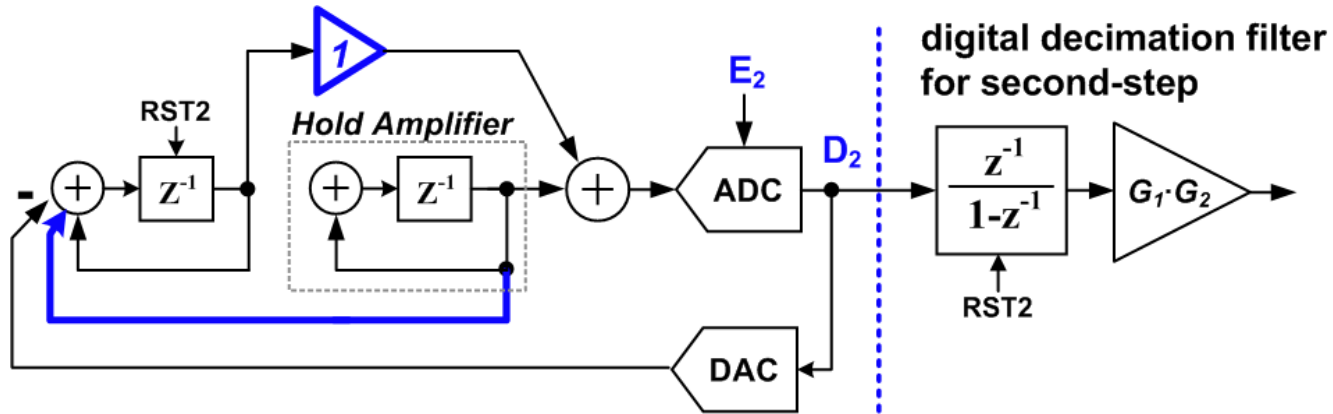 digital decimation filter
for second-step
1
E₂
RST2
Hold Amplifier
-
+
Z⁻¹
+
Z⁻¹
+
ADC
D₂
z⁻¹
1-z⁻¹
G₁·G₂
RST2
DAC